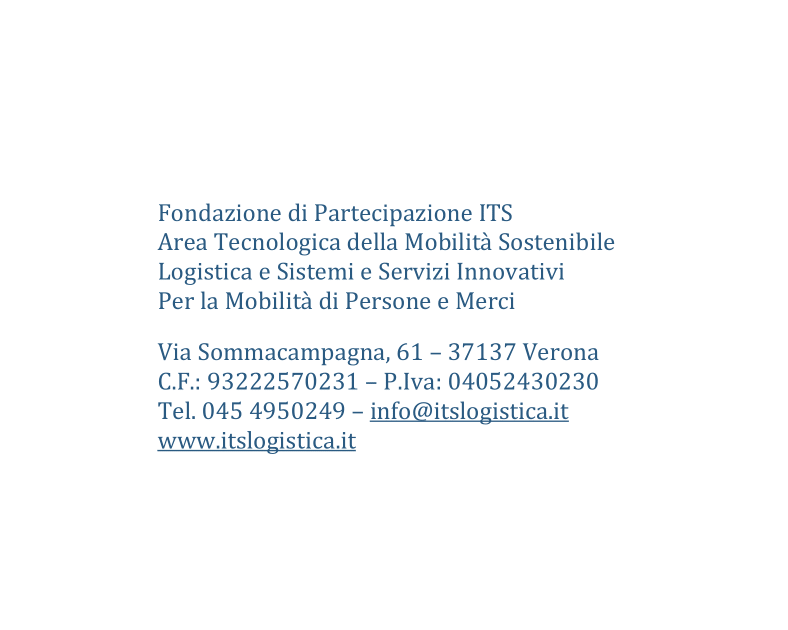 Fondazione di Partecipazione ITS
Area Tecnologica della Mobilità Sostenibile
Logistica e Sistemi e Servizi Innovativi
Per la Mobilità di Persone e Merci
Via Sommacampagna, 61 – 37137 Verona
C.F.: 93222570231 – P.Iva: 04052430230
Tel. 045 4950249 – info@itslogistica.it
www.itslogistica.it